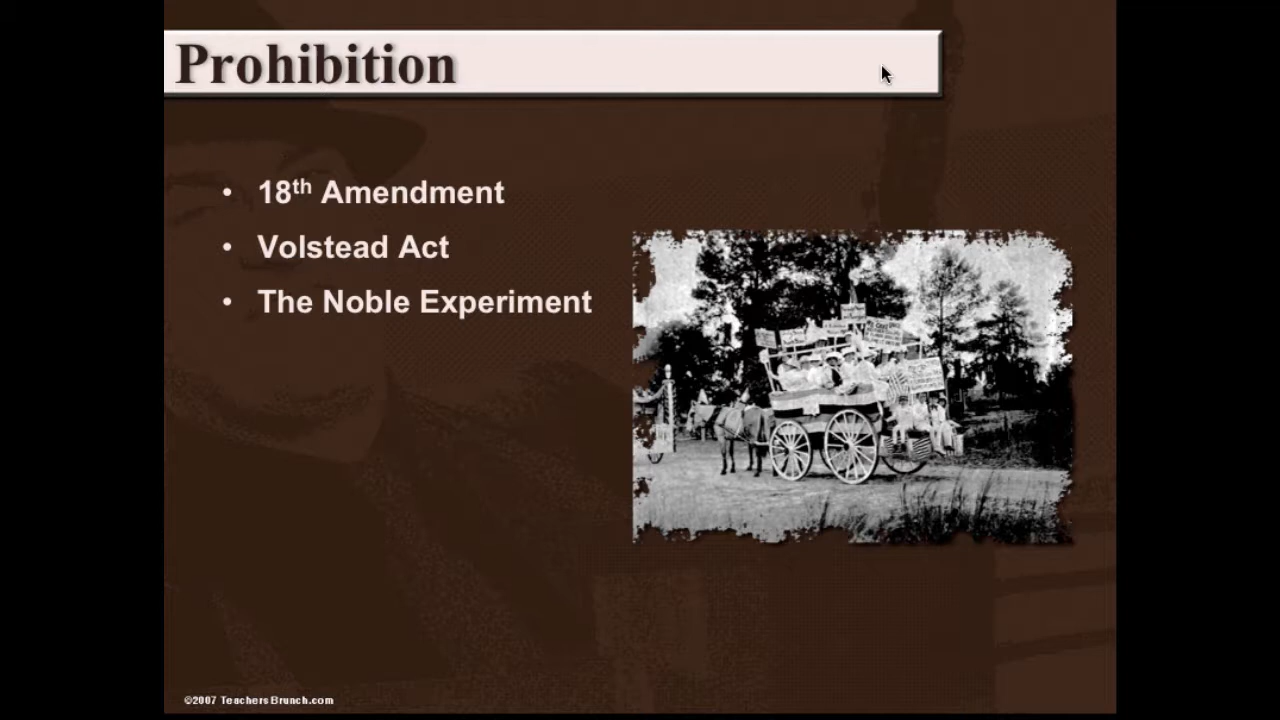 Prohibition
• 18th Amendment
• Volstead Act
• The Noble Experiment
©2007 TeachersBrunch.com